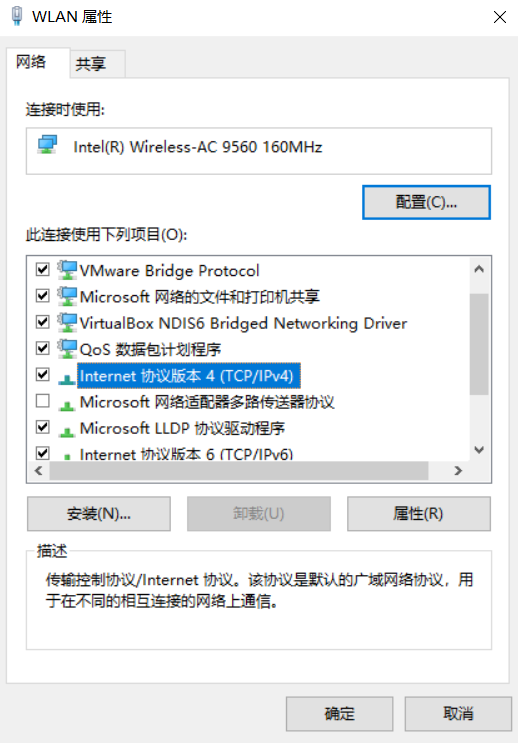 WLAN 属性
网络
共享
连接时使用:
Intel(R) Wireless-AC 9560 160MHz
配置(C)...
此连接使用下列项目(O):
VMware Bridge Protocol
Microsoft 网络的文件和打印机共享
VirtualBox NDIS6 Bridged Networking Driver
QoS 数据包计划程序
Internet 协议版本 4 (TCP/IPv4)
Microsoft 网络适配器多路传送器协议
Microsoft LLDP 协议驱动程序
Internet 协议版本 6 (TCP/IPv6)
安装(N)...
卸载(U)
属性(R)
描述
传输控制协议/Internet 协议。该协议是默认的广域网络协议，用
于在不同的相互连接的网络上通信。
确定
取消